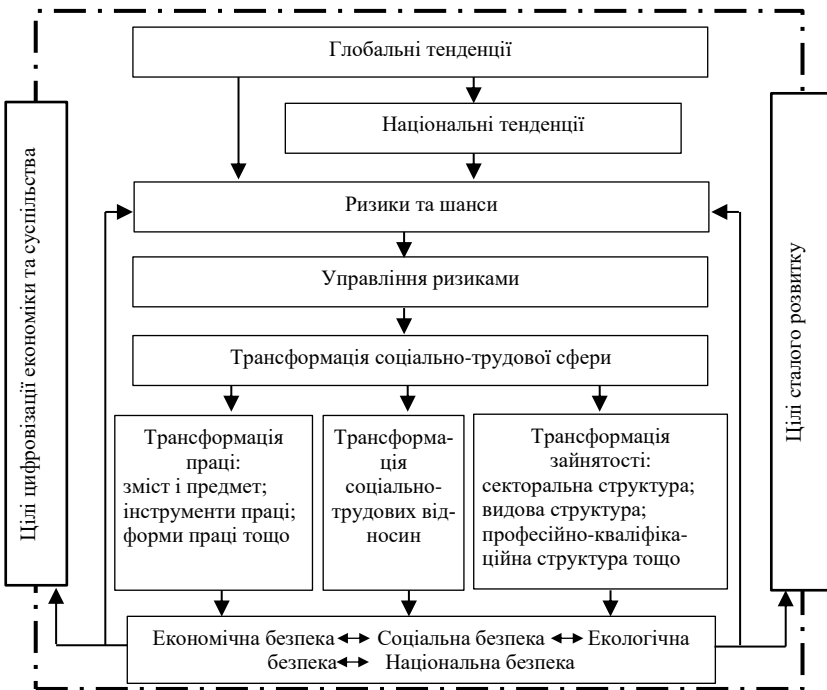 Глобальні тенденції
Національні тенденції
Цілі цифровізації економіки та суспільства
Ризики та шанси
Цілі сталого розвитку
Управління ризиками
Трансформація соціально-трудової сфери
Трансформація
праці:
зміст і предмет;
інструменти праці;
форми праці тощо
Трансформа-
ція
соціально-
трудових від-
носин
Трансформація
зайнятості:
секторальна структура;
видова структура;
професійно-кваліфіка-
ційна структура тощо
Економічна безпека Соціальна безпека Екологічна
безпека Національна безпека